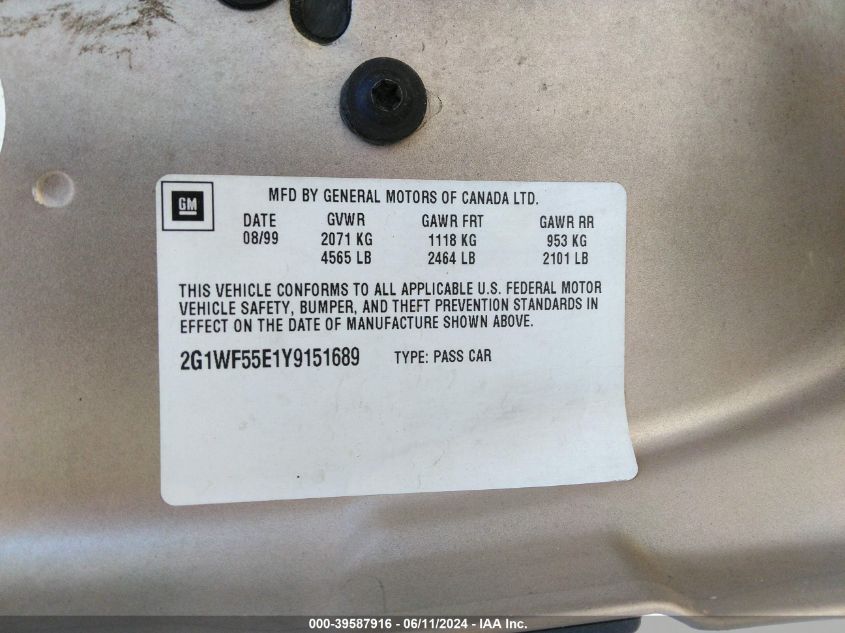 GM
MFD BY GENERAL MOTORS OF CANADA LTD.
DATE GVWR GAWR FRT GAWR RR
08/99 2071 KG 1118 KG 953 KG
4565 LB 2464 LB 2101 LB
THIS VEHICLE CONFORMS TO ALL APPLICABLE U.S. FEDERAL MOTOR
VEHICLE SAFETY, BUMPER, AND THEFT PREVENTION STANDARDS IN
EFFECT ON THE DATE OF MANUFACTURE SHOWN ABOVE.
2G1WF55E1Y9151689 TYPE: PASS CAR
000-39587916 - 06/11/2024 - IAA Inc.